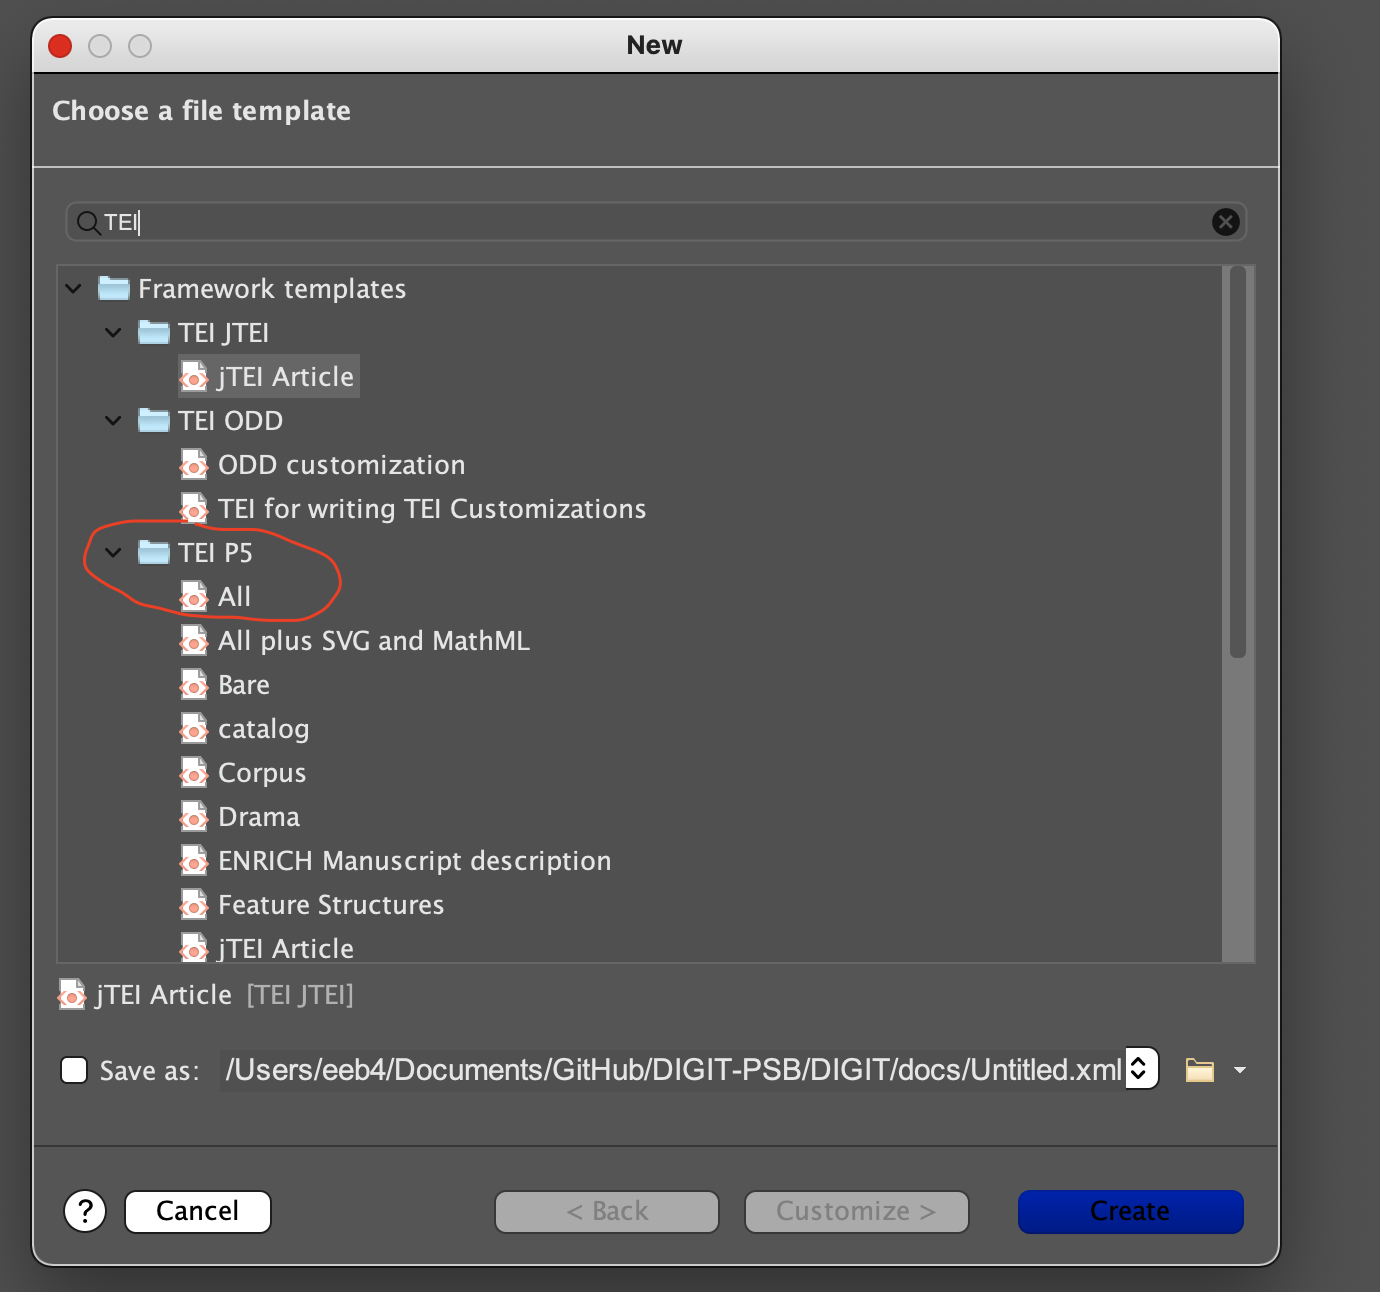 New
Choose a file template
TEI
Framework templates
TEI JTEI
jTEI Article
TEI ODD
ODD customization
TEI for writing TEI Customizations
TEI P5
All
All plus SVG and MathML
Bare
catalog
Corpus
Drama
ENRICH Manuscript description
Feature Structures
jTEI Article
jTEI Article [TEI JTEI]
Save as: /Users/eeb4/Documents/GitHub/DIGIT-PSB/DIGIT/docs/Untitled.xml
? Cancel < Back Customize > Create